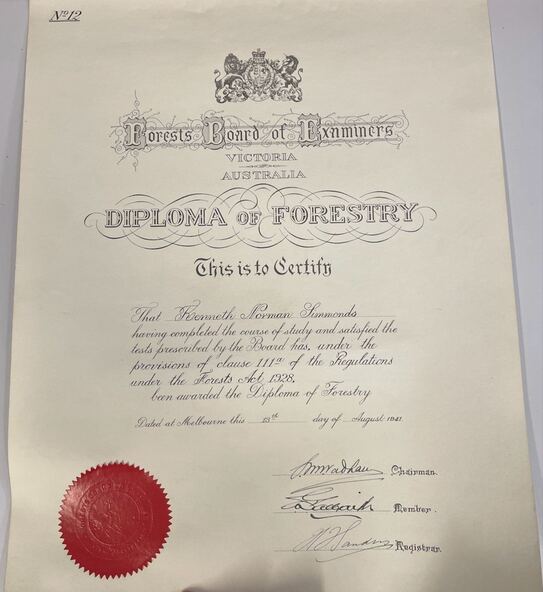 No 12
Forests Board of Examiners
VICTORIA
AUSTRALIA
DIPLOMA OF FORESTRY
This is to Certify
That Kenneth Norman Simmonds
having completed the course of study and satisfied the
tests prescribed by the Board has, under the
provisions of clause 111a of the Regulations
under the Forests Act 1928,
been awarded the Diploma of Forestry
Dated at Melbourne this 13th day of August 1941.
Chairman.
Member.
Registrar.